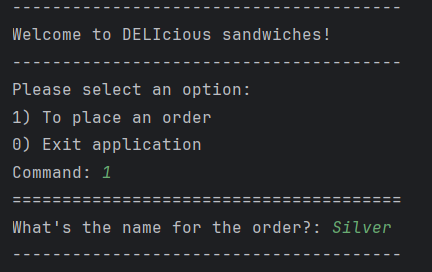 ---------------------------------------
Welcome to DELIcious sandwiches!
---------------------------------------
Please select an option:
1) To place an order
0) Exit application
Command: 1
=======================================
What's the name for the order?: Silver
---------------------------------------